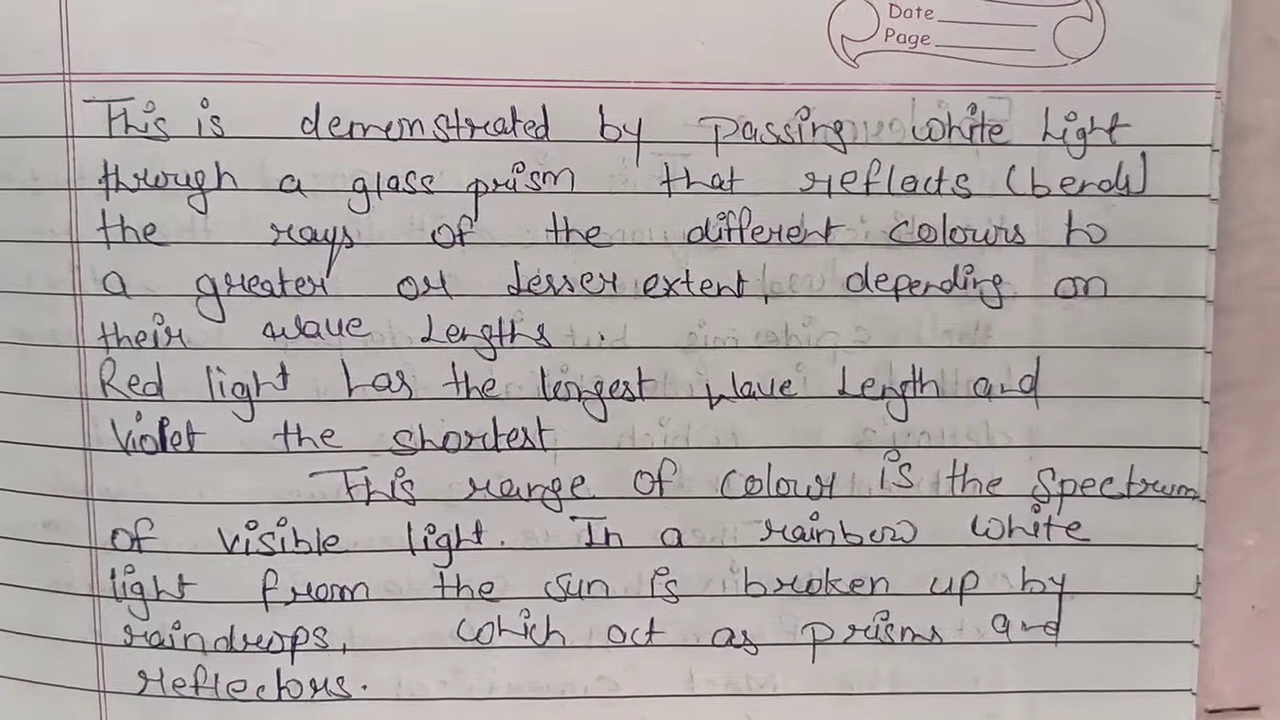 Date
Page
This is demonstrated by passing white light
through a glass prism that reflects (bends)
the rays of the different colours to
a greater or lesser extent, depending on
their wave lengths
Red light has the longest wave length and
Violet the shortest
This range of colour is the spectrum
of visible light. In a rainbow white
light from the sun is broken up by
raindrops, which act as prisms and
reflectors.